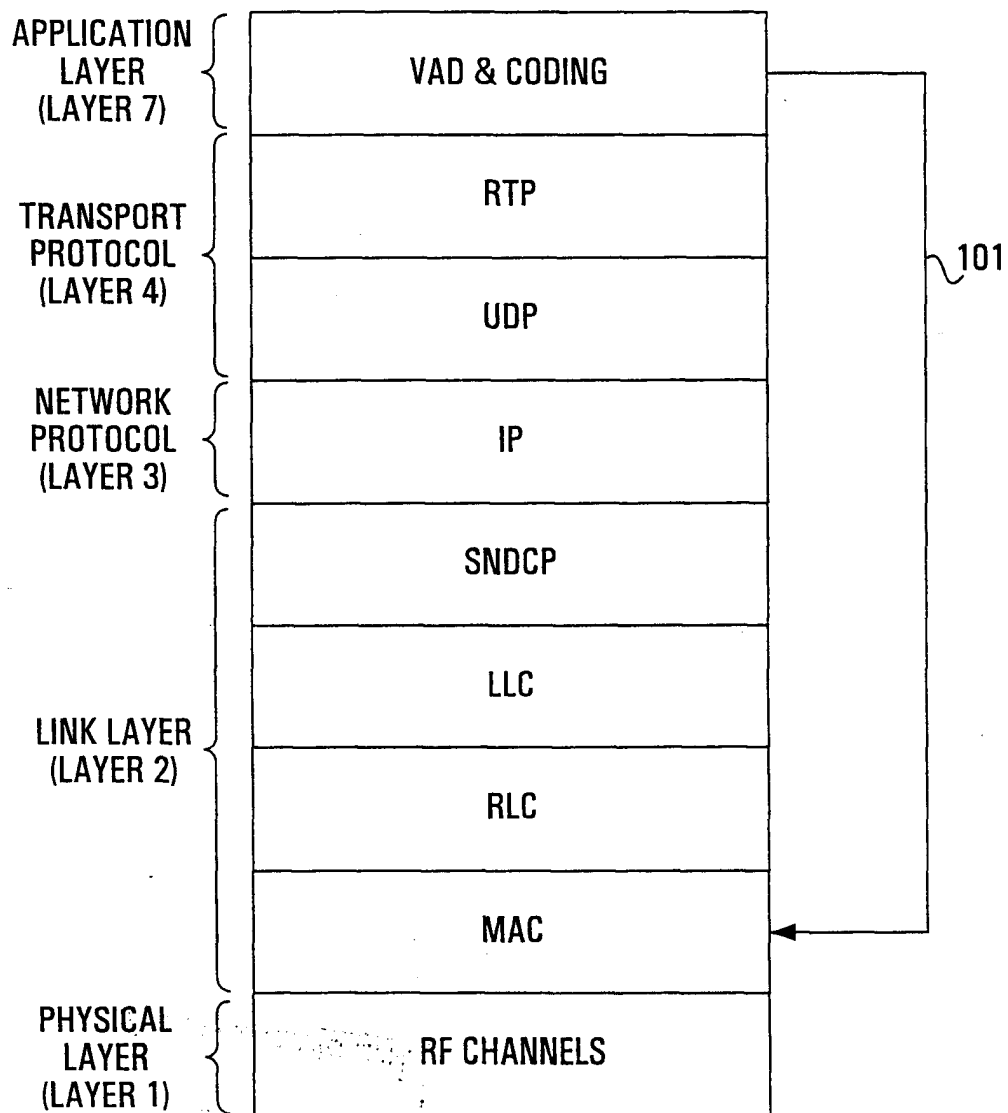 APPLICATION
LAYER
(LAYER 7)
VAD & CODING
TRANSPORT
PROTOCOL
(LAYER 4)
RTP
UDP
101
NETWORK
PROTOCOL
(LAYER 3)
IP
LINK LAYER
(LAYER 2)
SNDCP
LLC
RLC
MAC
PHYSICAL
LAYER
(LAYER 1)
RF CHANNELS